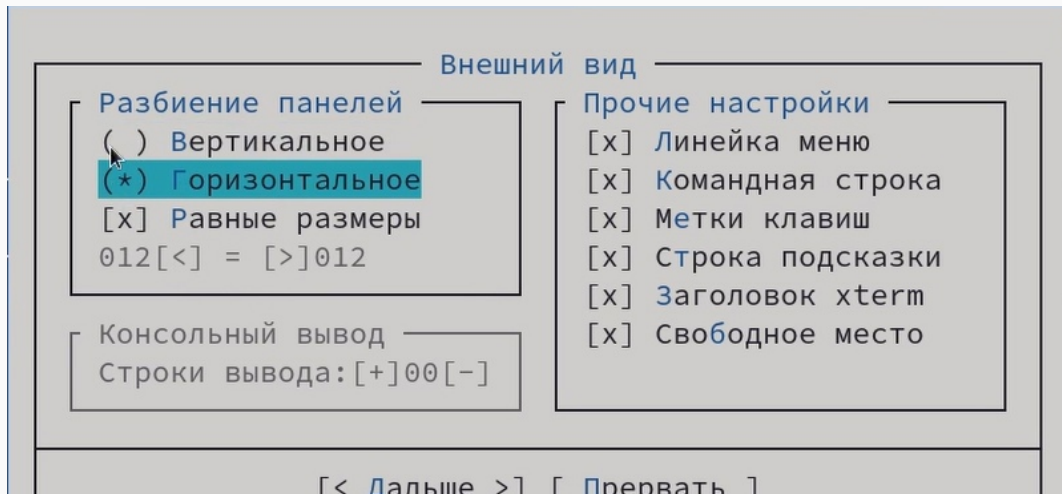 Внешний вид
Разбиение панелей
( ) Вертикальное
(*) Горизонтальное
[x] Равные размеры
012[<] = [>]012
Консольный вывод
Строки вывода:[+]00[-]
Прочие настройки
[x] Линейка меню
[x] Командная строка
[x] Метки клавиш
[x] Строка подсказки
[x] Заголовок xterm
[x] Свободное место
[< Дальше >] [ Прервать ]